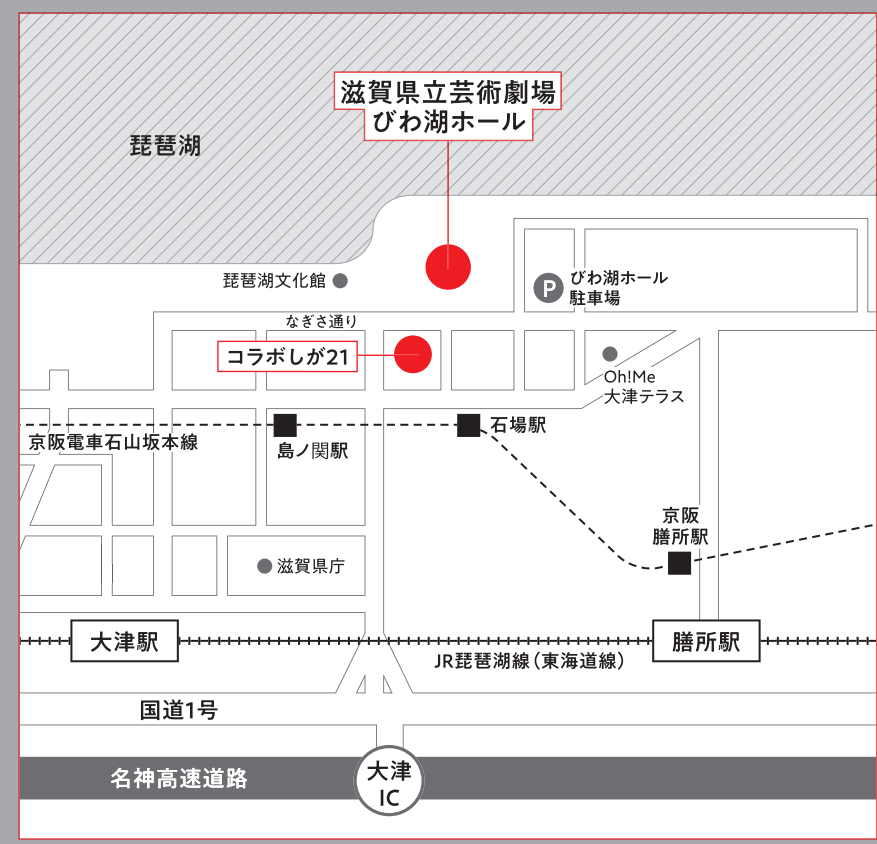 滋賀県立芸術劇場
びわ湖ホール
琵琶湖
琵琶湖文化館
P
びわ湖ホール
駐車場
なぎさ通り
コラボしが21
Oh!Me
大津テラス
京阪電車石山坂本線
島ノ関駅
石場駅
京阪
膳所駅
滋賀県庁
大津駅
膳所駅
JR琵琶湖線（東海道線）
国道1号
名神高速道路
大津
IC